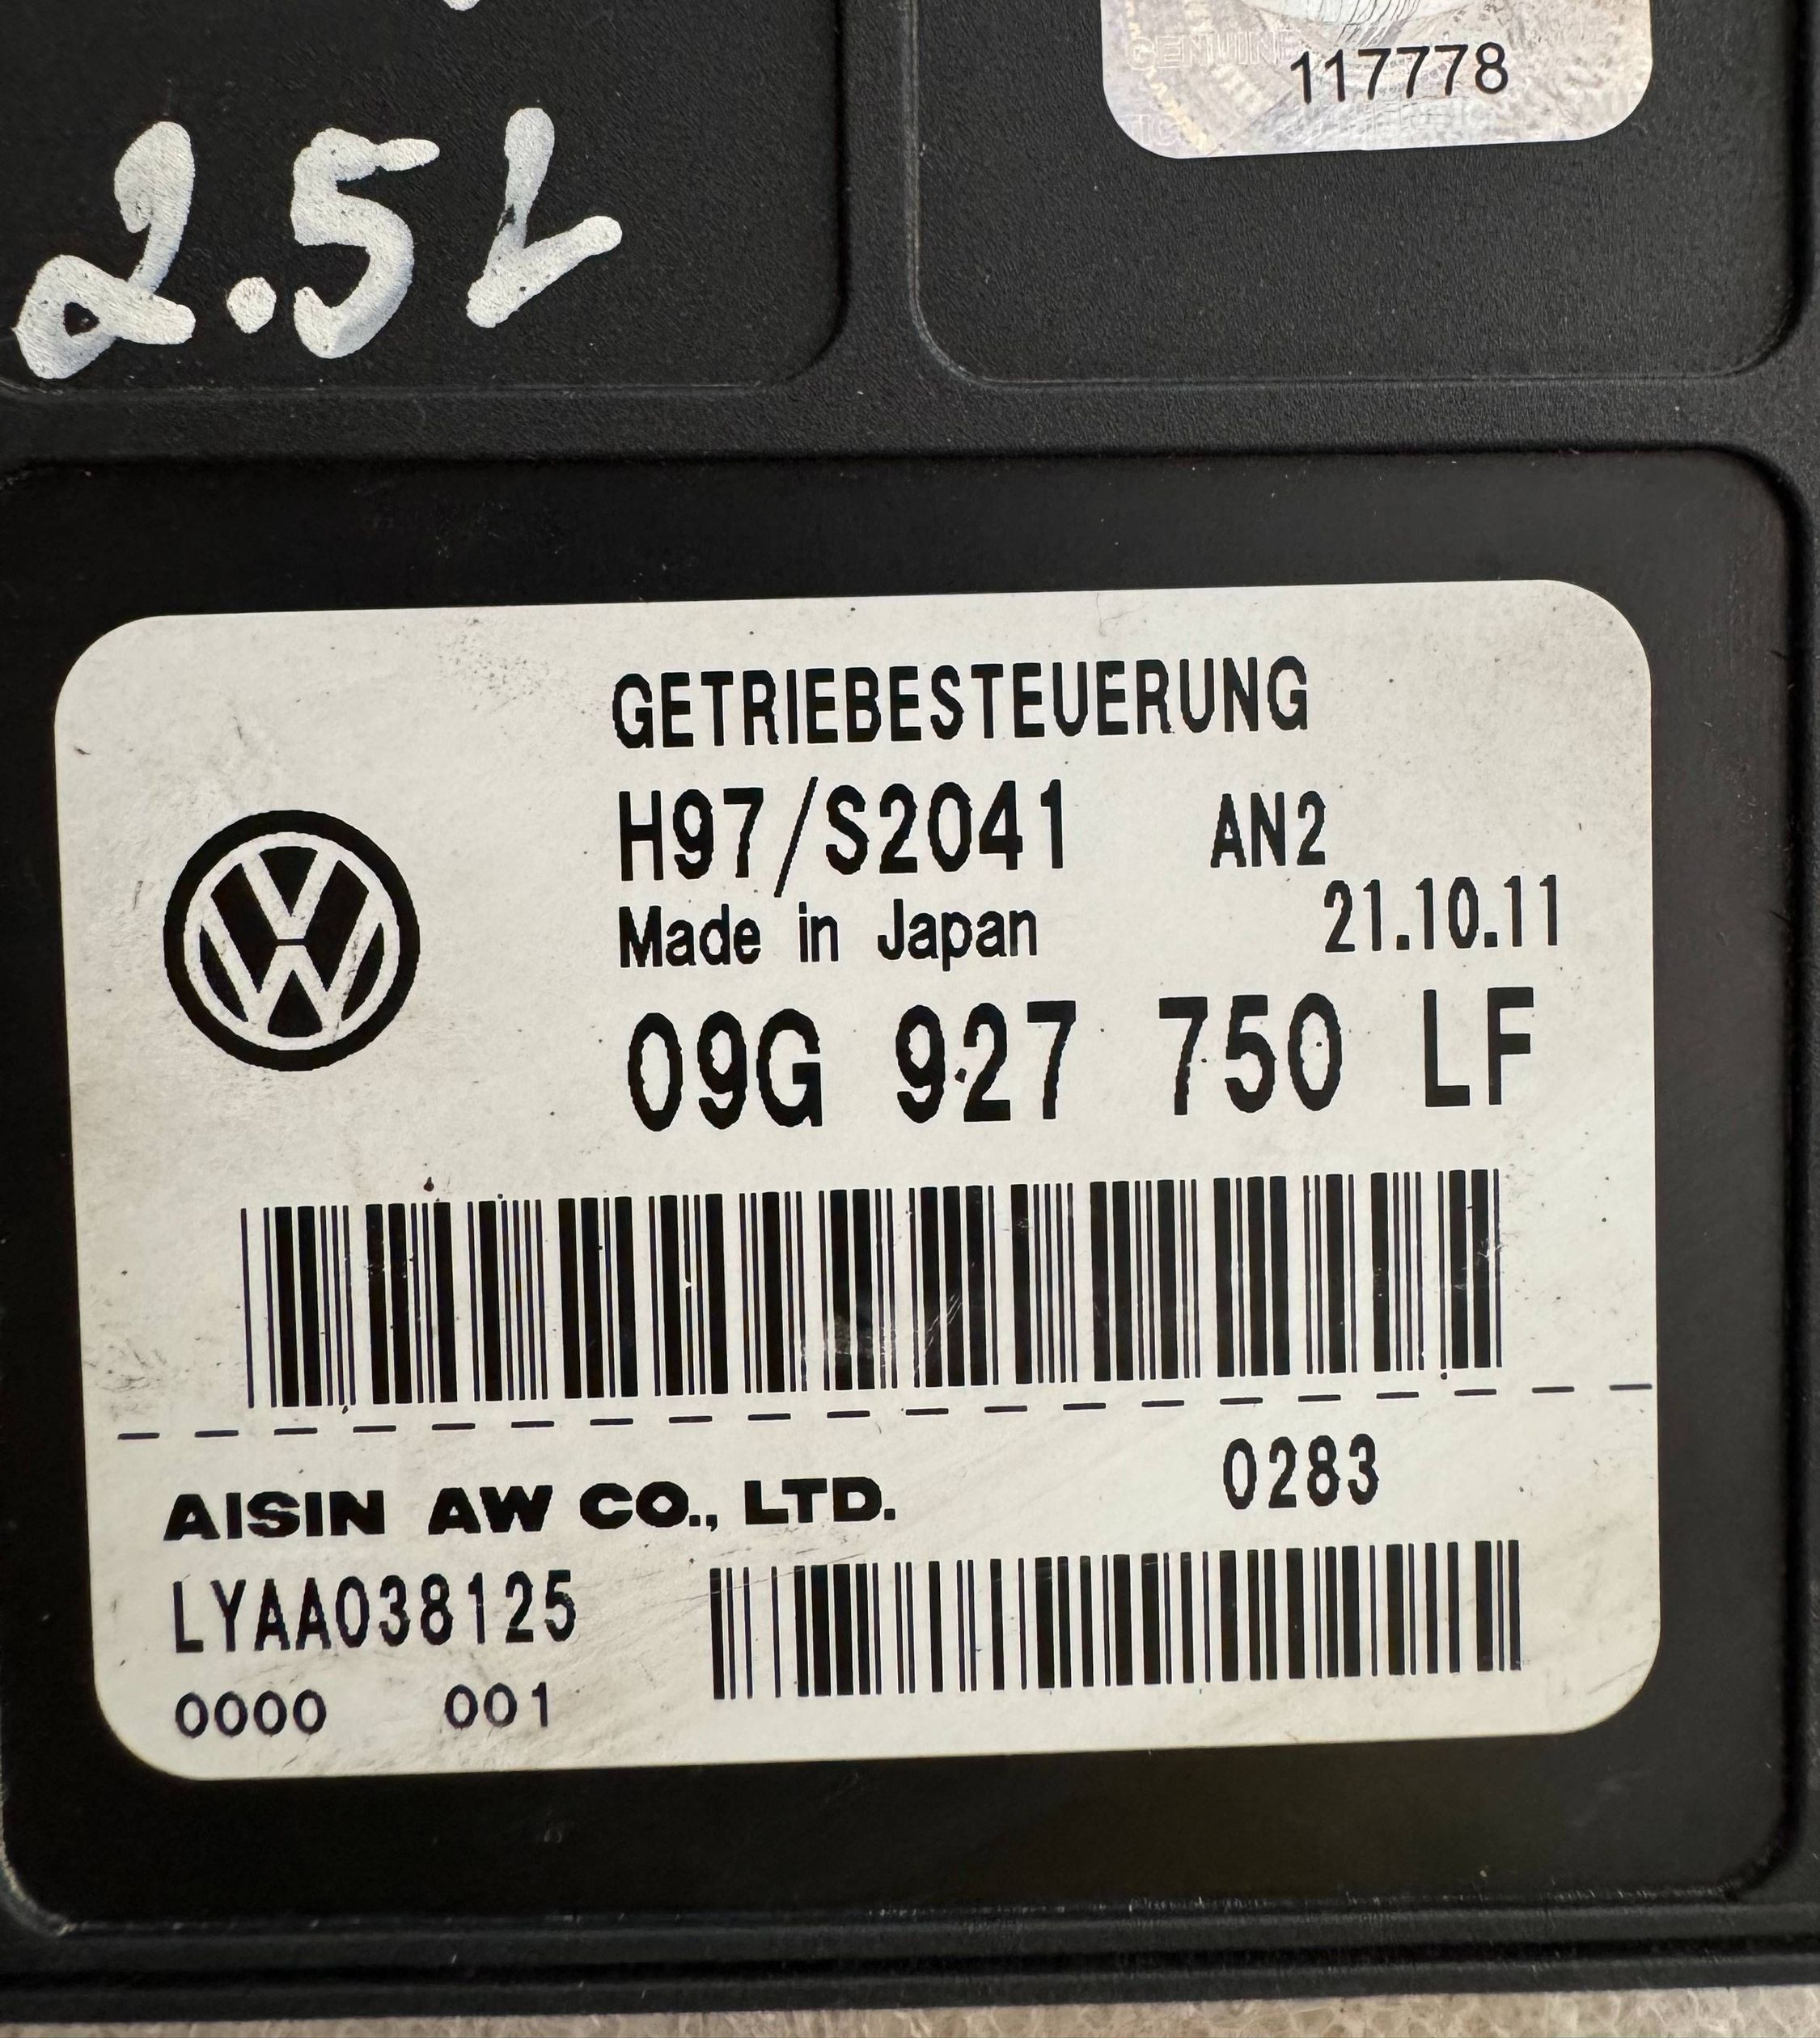 GENUINE
117778
2.5L
GETRIEBESTEUERUNG
H97/S2041 AN2
Made in Japan 21.10.11
09G 927 750 LF
AISIN AW CO., LTD. 0283
LYAA038125
0000 001